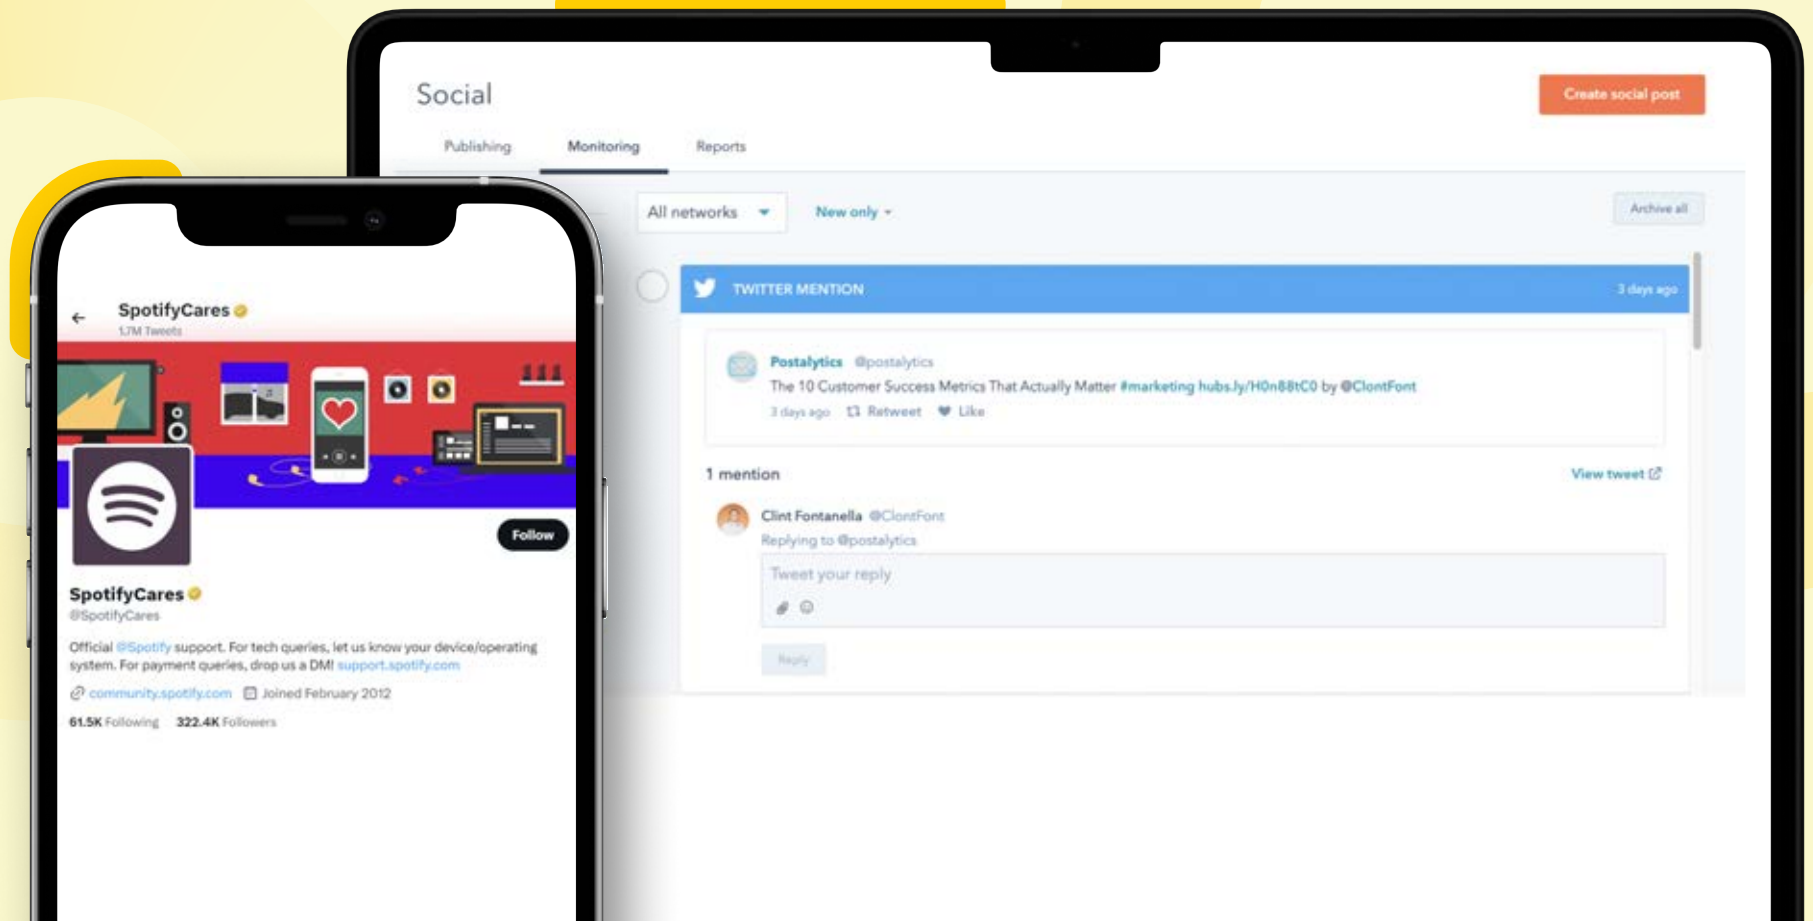 Social
Create social post
Publishing
Monitoring
Reports
All networks
New only
Archive all
TWITTER MENTION
3 days ago
Postalytics @postalytics
The 10 Customer Success Metrics That Actually Matter #marketing hubs.ly/H0n88tC0 by @ClontFont
3 days ago Retweet Like
1 mention
View tweet
Clint Fontanella @ClontFont
Replying to @postalytics
Tweet your reply
Reply
SpotifyCares
1.7M Tweets
Follow
SpotifyCares
@SpotifyCares
Official @Spotify support. For tech queries, let us know your device/operating
system. For payment queries, drop us a DM! support.spotify.com
community.spotify.com Joined February 2012
61.5K Following 322.4K Followers